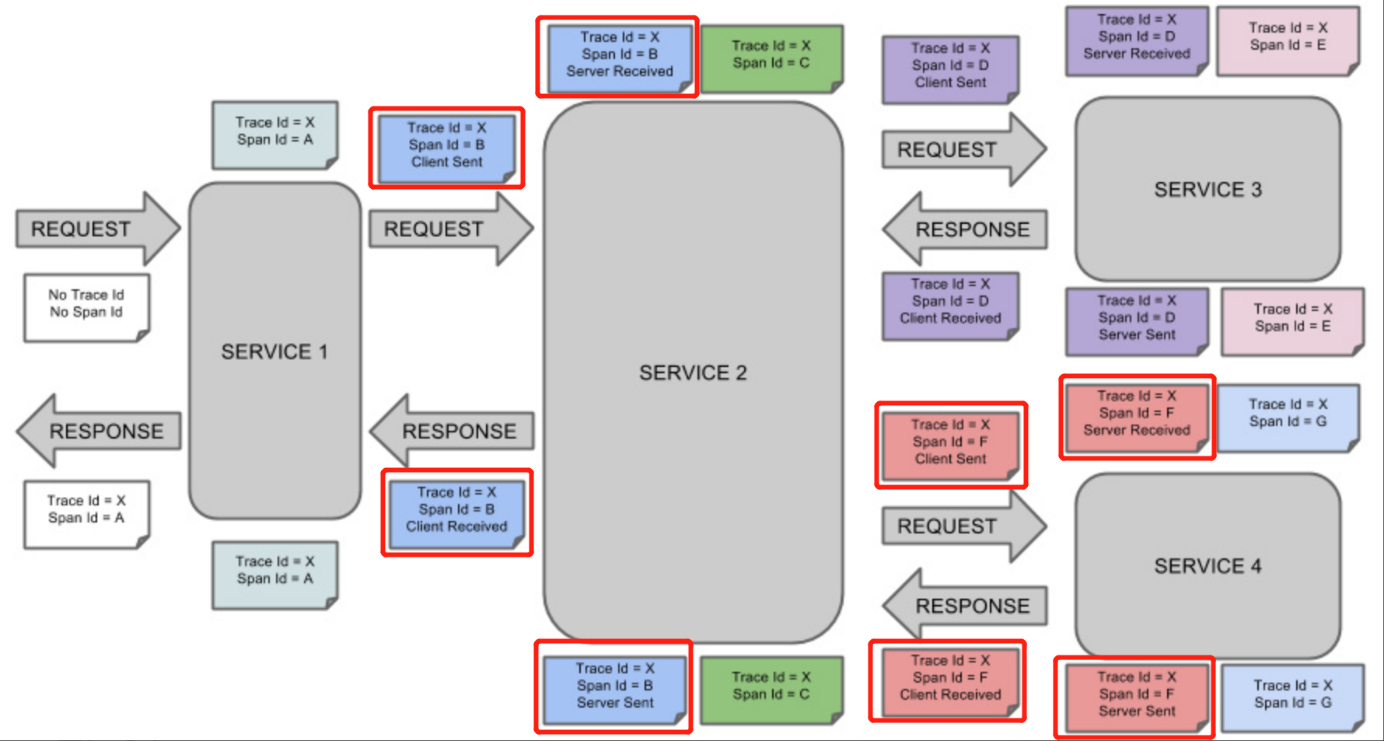 Trace Id = X
Span Id = A
Trace Id = X
Span Id = B
Client Sent
Trace Id = X
Span Id = B
Server Received
Trace Id = X
Span Id = C
Trace Id = X
Span Id = D
Client Sent
Trace Id = X
Span Id = D
Server Received
Trace Id = X
Span Id = E
REQUEST
No Trace Id
No Span Id
SERVICE 1
REQUEST
SERVICE 2
REQUEST
RESPONSE
SERVICE 3
Trace Id = X
Span Id = D
Client Received
Trace Id = X
Span Id = D
Server Sent
Trace Id = X
Span Id = E
RESPONSE
Trace Id = X
Span Id = A
Trace Id = X
Span Id = A
RESPONSE
Trace Id = X
Span Id = B
Client Received
Trace Id = X
Span Id = F
Client Sent
Trace Id = X
Span Id = F
Server Received
Trace Id = X
Span Id = G
REQUEST
RESPONSE
SERVICE 4
Trace Id = X
Span Id = B
Server Sent
Trace Id = X
Span Id = C
Trace Id = X
Span Id = F
Client Received
Trace Id = X
Span Id = F
Server Sent
Trace Id = X
Span Id = G